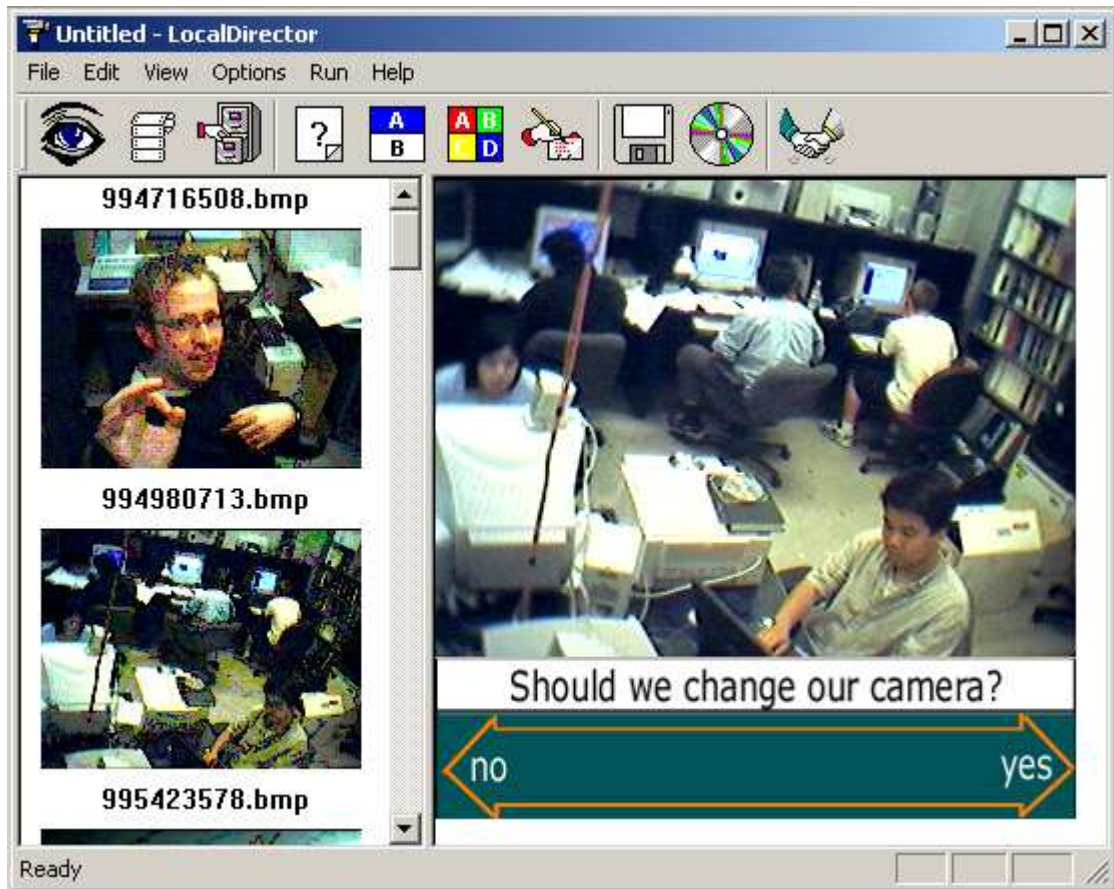 Untitled - LocalDirector
File Edit View Options Run Help
?
A
B
A B
C D
994716508.bmp
994980713.bmp
995423578.bmp
Should we change our camera?
no yes
Ready